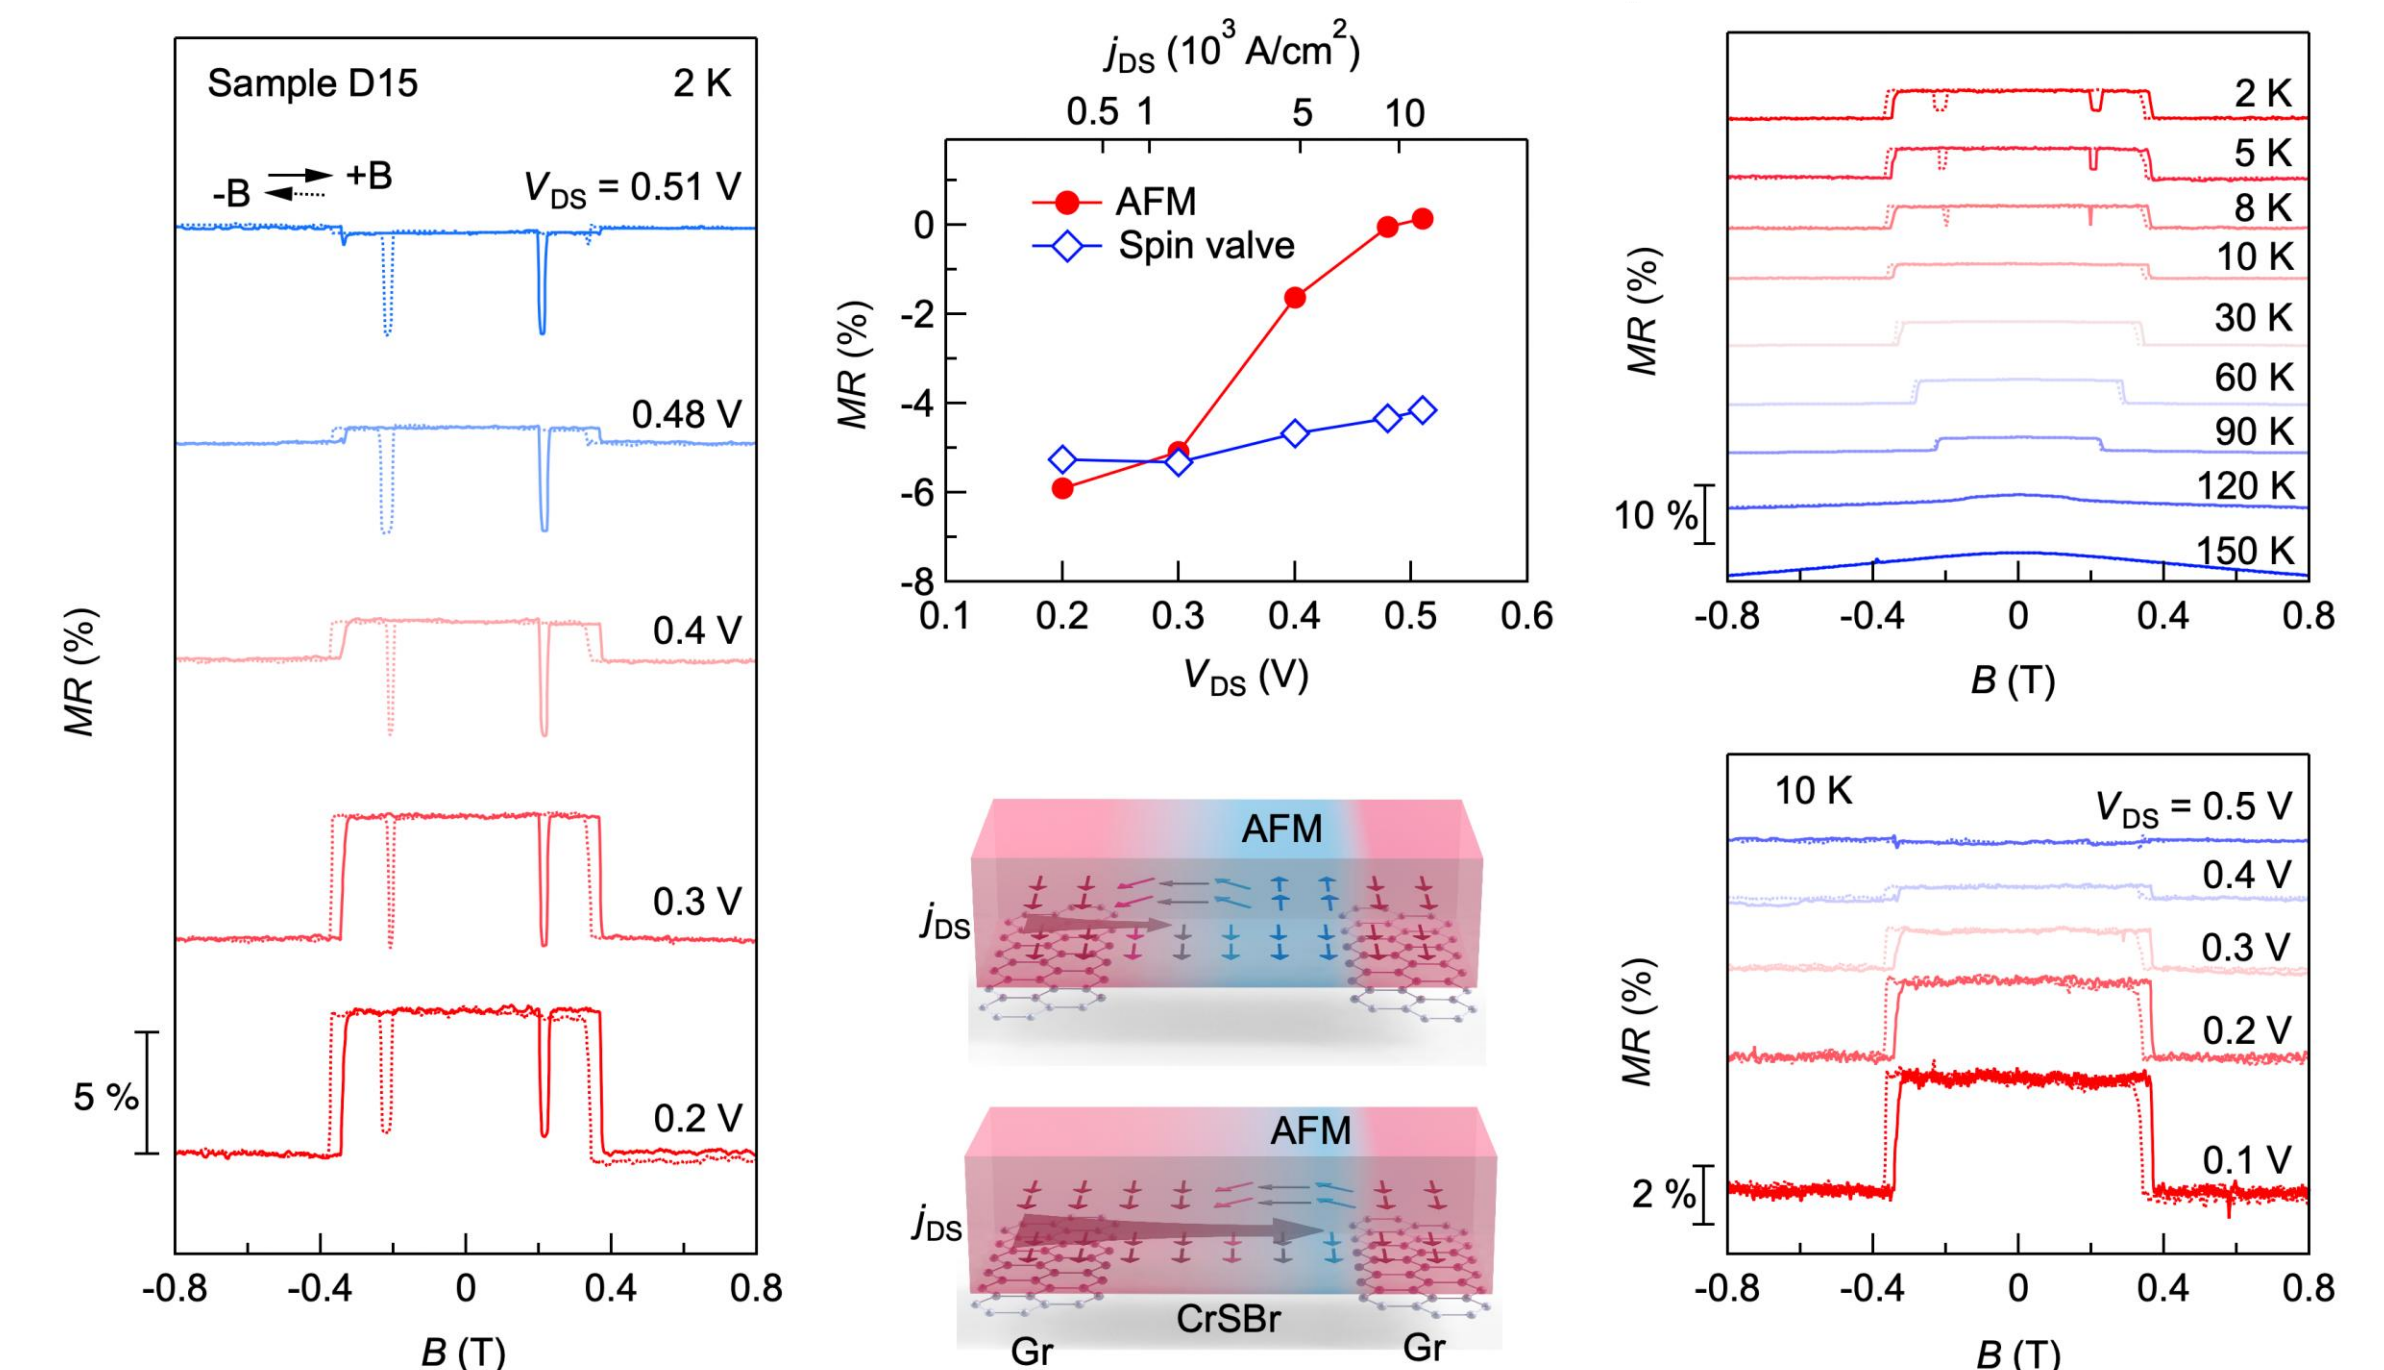 Sample D15 2 K
-B +B
V_DS = 0.51 V
0.48 V
0.4 V
0.3 V
0.2 V
5 %
MR (%)
-0.8 -0.4 0 0.4 0.8
B (T)
j_DS (10^3 A/cm^2)
0.5 1 5 10
AFM
Spin valve
0
-2
-4
-6
-8
MR (%)
0.1 0.2 0.3 0.4 0.5 0.6
V_DS (V)
AFM
j_DS
AFM
j_DS
CrSBr
Gr Gr
2 K
5 K
8 K
10 K
30 K
60 K
90 K
120 K
150 K
10 %
MR (%)
-0.8 -0.4 0 0.4 0.8
B (T)
10 K
V_DS = 0.5 V
0.4 V
0.3 V
0.2 V
0.1 V
2 %
MR (%)
-0.8 -0.4 0 0.4 0.8
B (T)